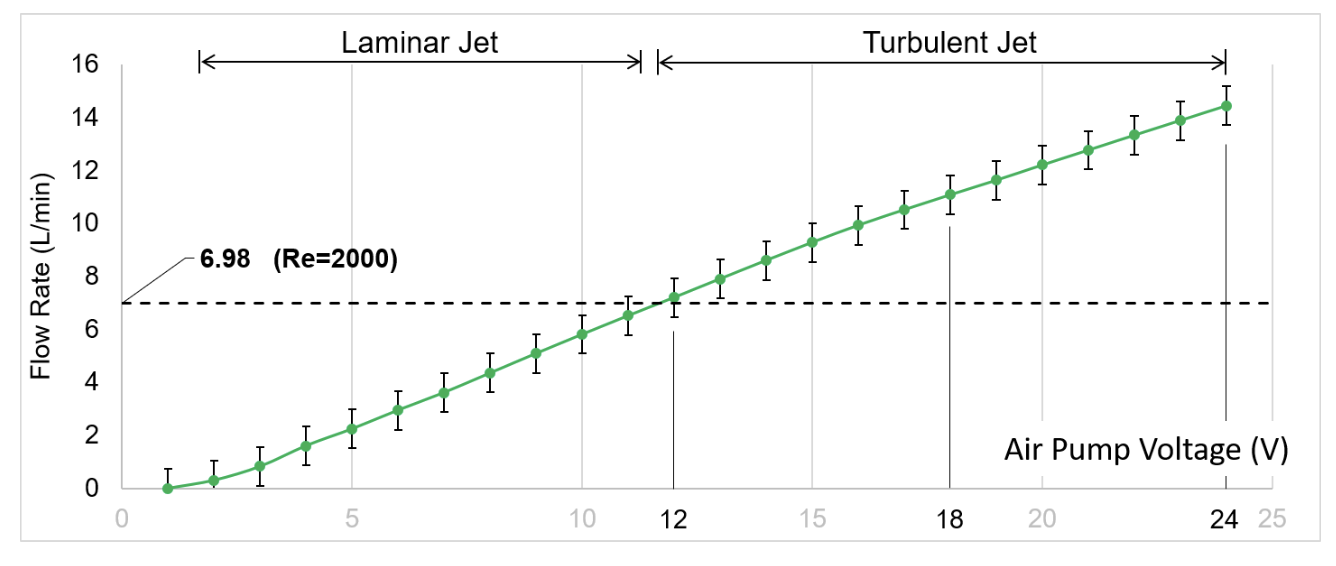 Laminar Jet
Turbulent Jet
16
14
12
10
8
6
4
2
0
Flow Rate (L/min)
6.98 (Re=2000)
Air Pump Voltage (V)
0 5 10 12 15 18 20 24 25